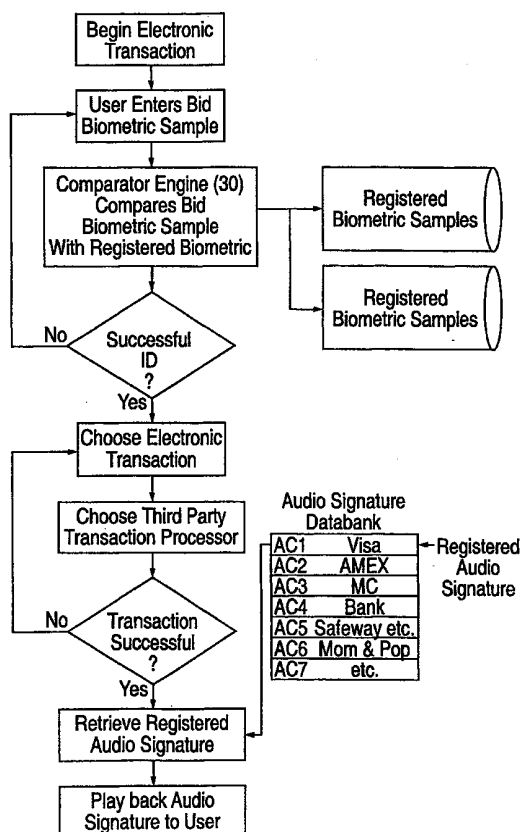 Begin Electronic
Transaction
User Enters Bid
Biometric Sample
Comparator Engine (30)
Compares Bid
Biometric Sample
With Registered Biometric
Registered
Biometric Samples
Registered
Biometric Samples
No
Successful
ID
?
Yes
Choose Electronic
Transaction
Choose Third Party
Transaction Processor
Audio Signature
Databank
AC1 Visa
AC2 AMEX
AC3 MC
AC4 Bank
AC5 Safeway etc.
AC6 Mom & Pop
AC7 etc.
Registered
Audio
Signature
No
Transaction
Successful
?
Yes
Retrieve Registered
Audio Signature
Play back Audio
Signature to User